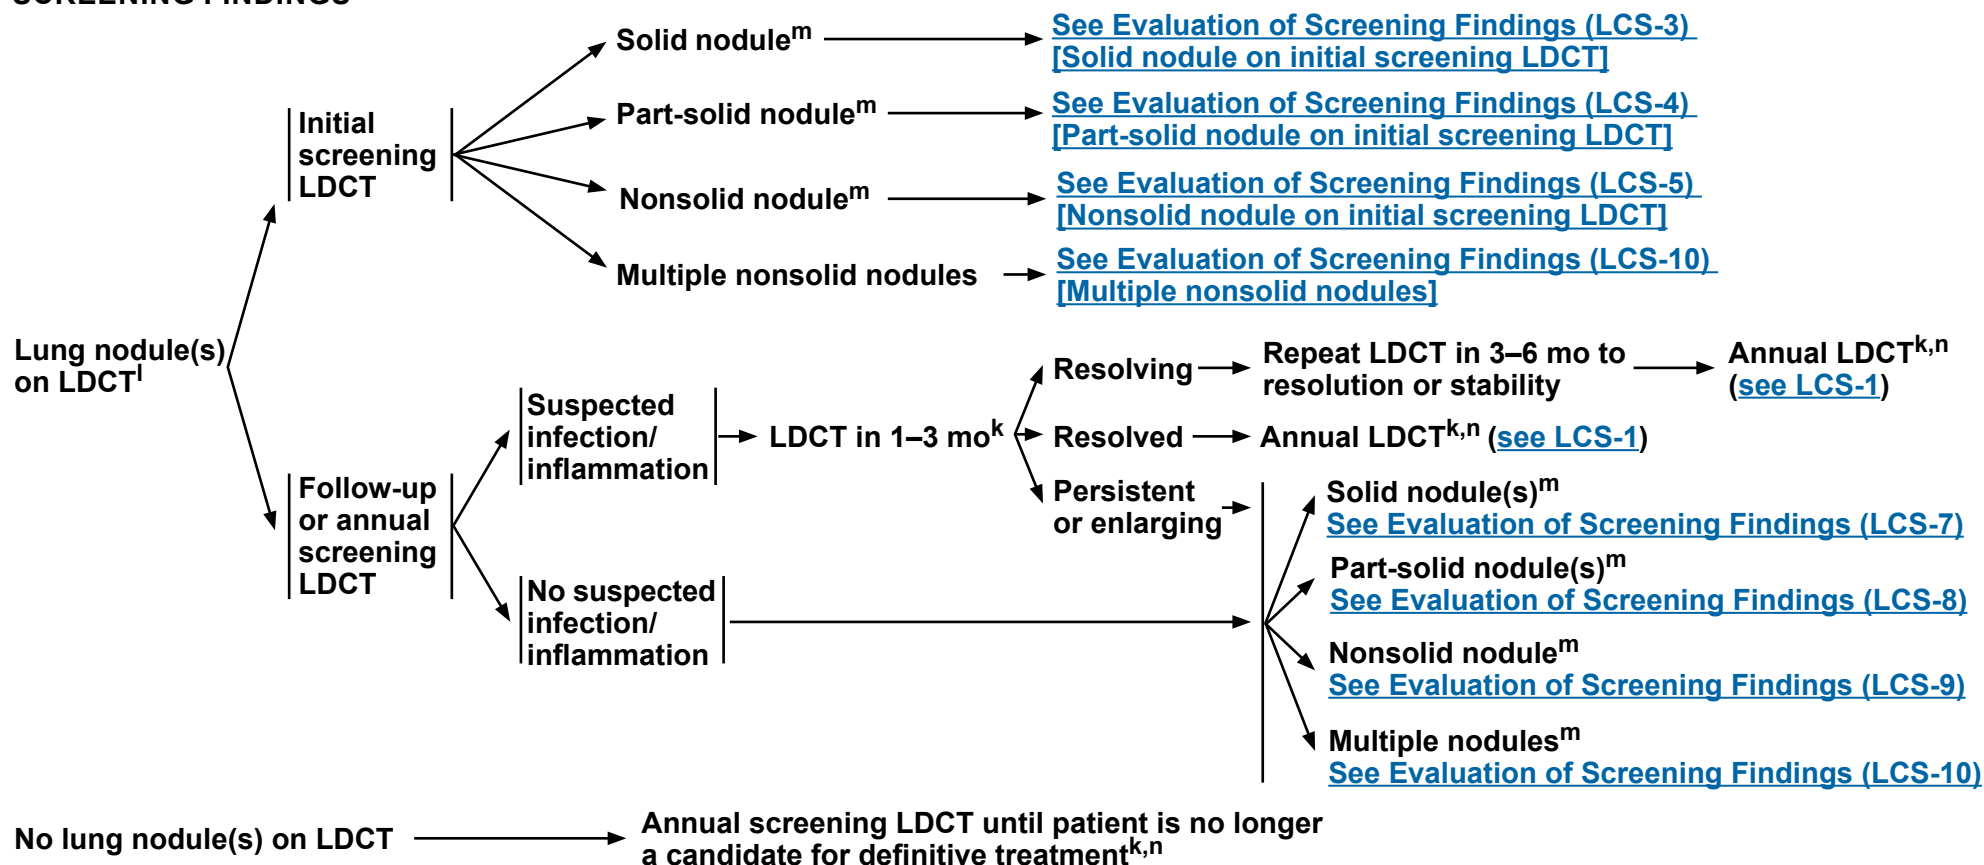 SCREENING FINDINGS
Solid nodule^m
See Evaluation of Screening Findings (LCS-3)
[Solid nodule on initial screening LDCT]
Initial
screening
LDCT
Part-solid nodule^m
See Evaluation of Screening Findings (LCS-4)
[Part-solid nodule on initial screening LDCT]
Nonsolid nodule^m
See Evaluation of Screening Findings (LCS-5)
[Nonsolid nodule on initial screening LDCT]
Multiple nonsolid nodules
See Evaluation of Screening Findings (LCS-10)
[Multiple nonsolid nodules]
Lung nodule(s)
on LDCT^l
Follow-up
or annual
screening
LDCT
Suspected
infection/
inflammation
LDCT in 1–3 mo^k
Resolving
Repeat LDCT in 3–6 mo to
resolution or stability
Annual LDCT^k,n
(see LCS-1)
Resolved
Annual LDCT^k,n (see LCS-1)
Persistent
or enlarging
No suspected
infection/
inflammation
Solid nodule(s)^m
See Evaluation of Screening Findings (LCS-7)
Part-solid nodule(s)^m
See Evaluation of Screening Findings (LCS-8)
Nonsolid nodule^m
See Evaluation of Screening Findings (LCS-9)
Multiple nodules^m
See Evaluation of Screening Findings (LCS-10)
No lung nodule(s) on LDCT
Annual screening LDCT until patient is no longer
a candidate for definitive treatment^k,n